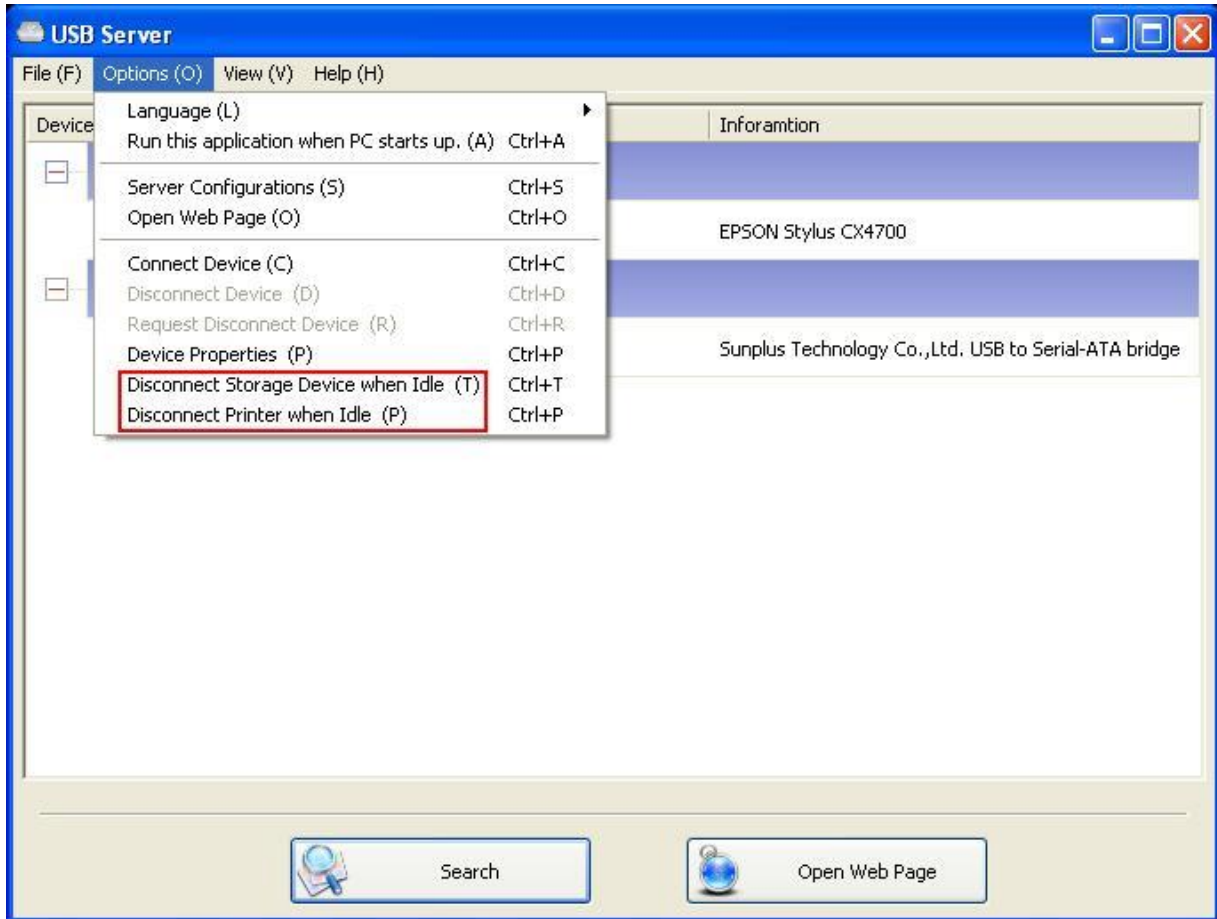 USB Server
File (F) Options (O) View (V) Help (H)
Device Inforamtion
Language (L)
Run this application when PC starts up. (A) Ctrl+A
Server Configurations (S) Ctrl+S
Open Web Page (O) Ctrl+O
EPSON Stylus CX4700
Connect Device (C) Ctrl+C
Disconnect Device (D) Ctrl+D
Request Disconnect Device (R) Ctrl+R
Device Properties (P) Ctrl+P
Sunplus Technology Co.,Ltd. USB to Serial-ATA bridge
Disconnect Storage Device when Idle (T) Ctrl+T
Disconnect Printer when Idle (P) Ctrl+P
Search
Open Web Page